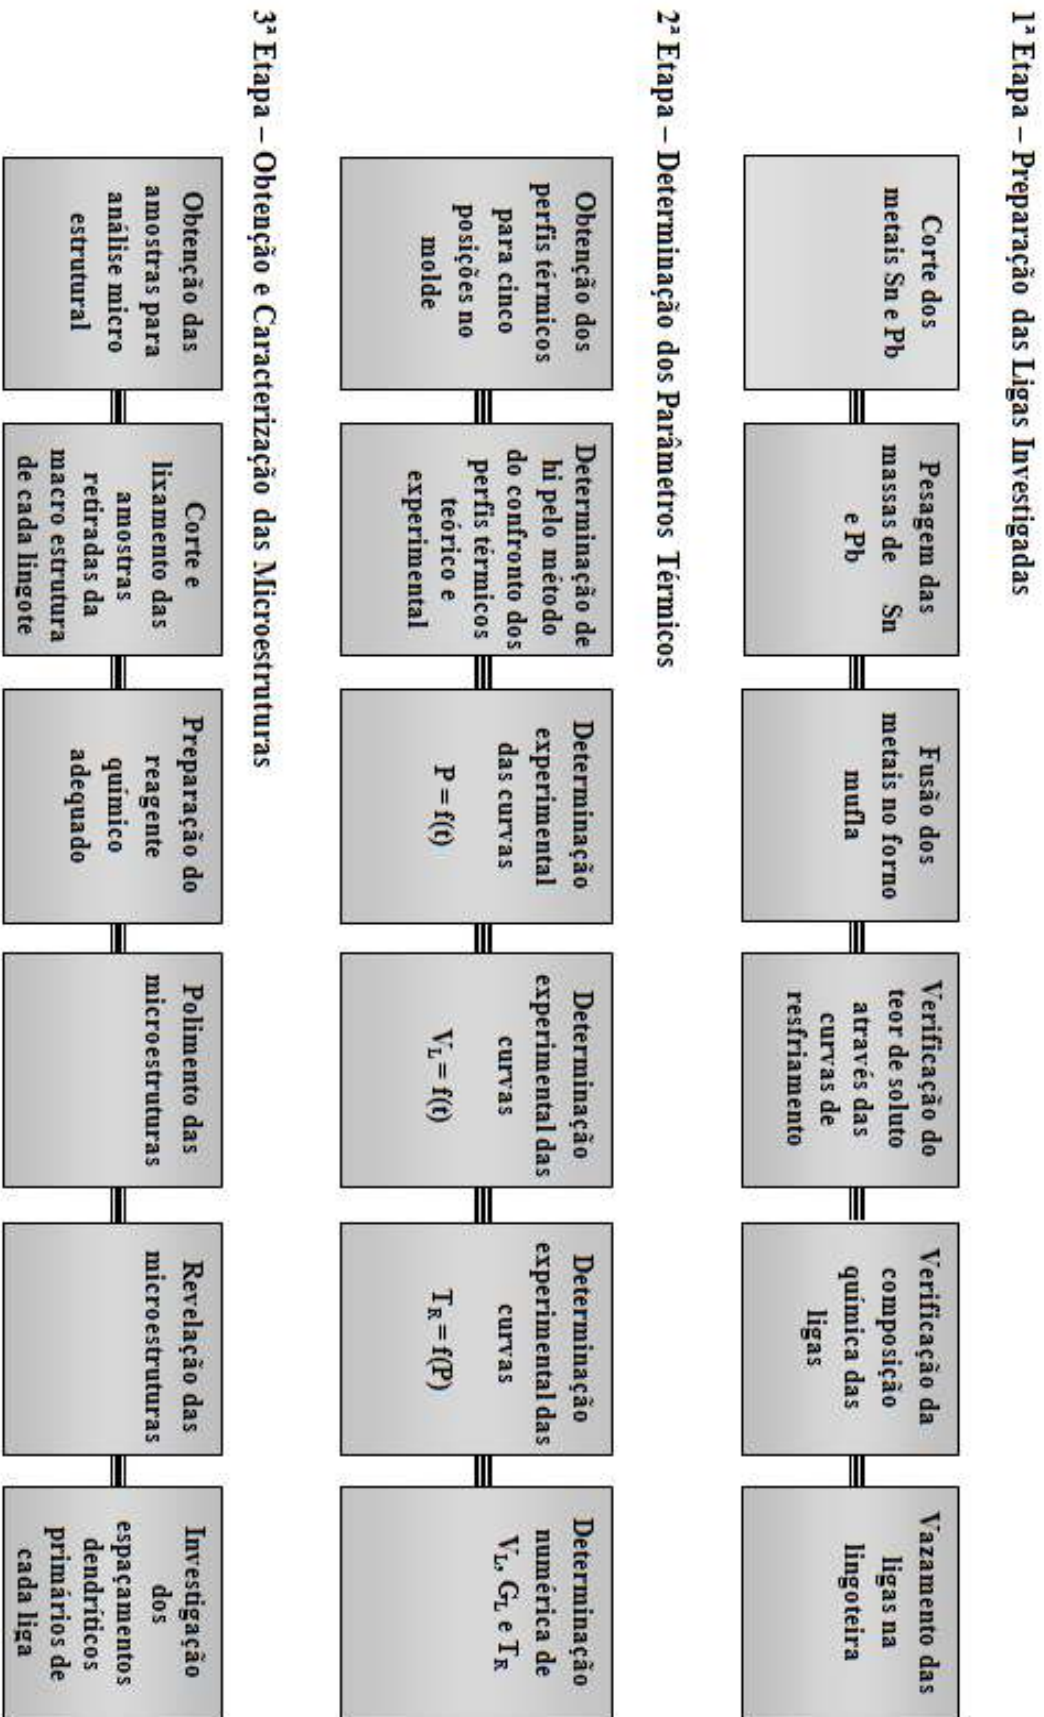 1ª Etapa – Preparação das Ligas Investigadas
Corte dos
metais Sn e Pb
Pesagem das
massas de Sn
e Pb
Fusão dos
metais no forno
mufla
Verificação do
teor de soluto
através das
curvas de
resfriamento
Verificação da
composição
química das
ligas
Vazamento das
ligas na
lingoteira
2ª Etapa – Determinação dos Parâmetros Térmicos
Obtenção dos
perfis térmicos
para cinco
posições no
molde
Determinação de
hi pelo método
do confronto dos
perfis térmicos
teórico e
experimental
Determinação
experimental
das curvas
P = f(t)
Determinação
experimental das
curvas
V_L = f(t)
Determinação
experimental das
curvas
T_R = f(P)
Determinação
numérica de
V_L, G_L e T_R
3ª Etapa – Obtenção e Caracterização das Microestruturas
Obtenção das
amostras para
análise micro
estrutural
Corte e
lixamento das
amostras
retiradas da
macro estrutura
de cada lingote
Preparação do
reagente
químico
adequado
Polimento das
microestruturas
Revelação das
microestruturas
Investigação
dos
espaçamentos
dendríticos
primários de
cada liga